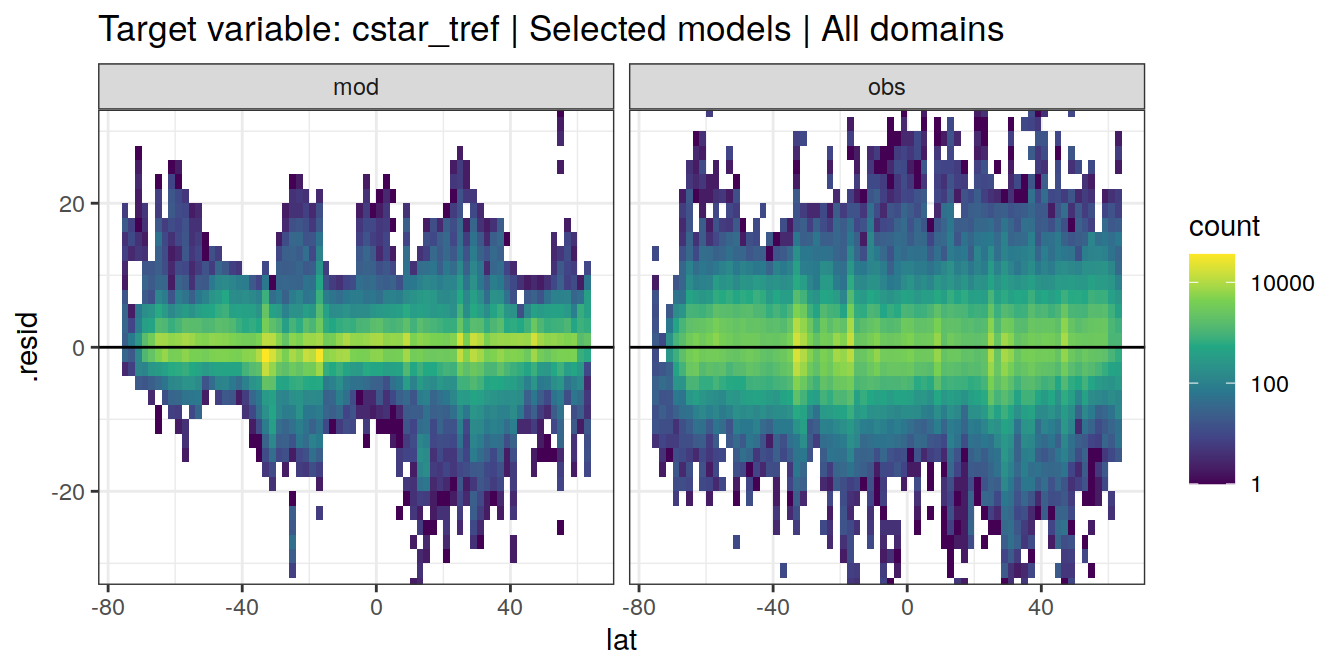 Target variable: cstar_tref | Selected models | All domains
mod
obs
.resid
20
0
-20
-80
-40
0
40
-80
-40
0
40
lat
count
10000
100
1